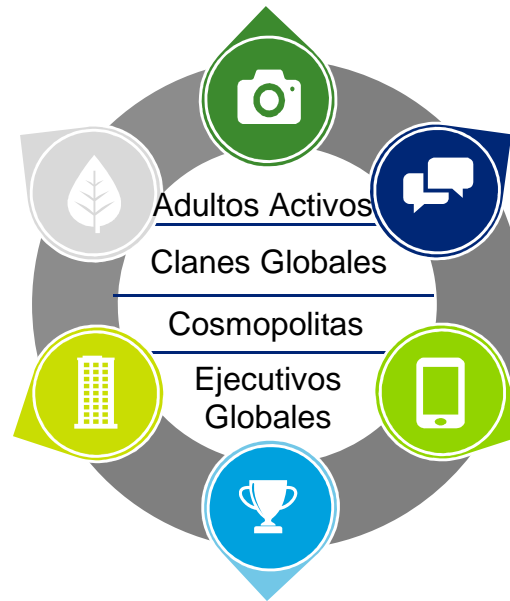 Adultos Activos
Clanes Globales
Cosmopolitas
Ejecutivos
Globales